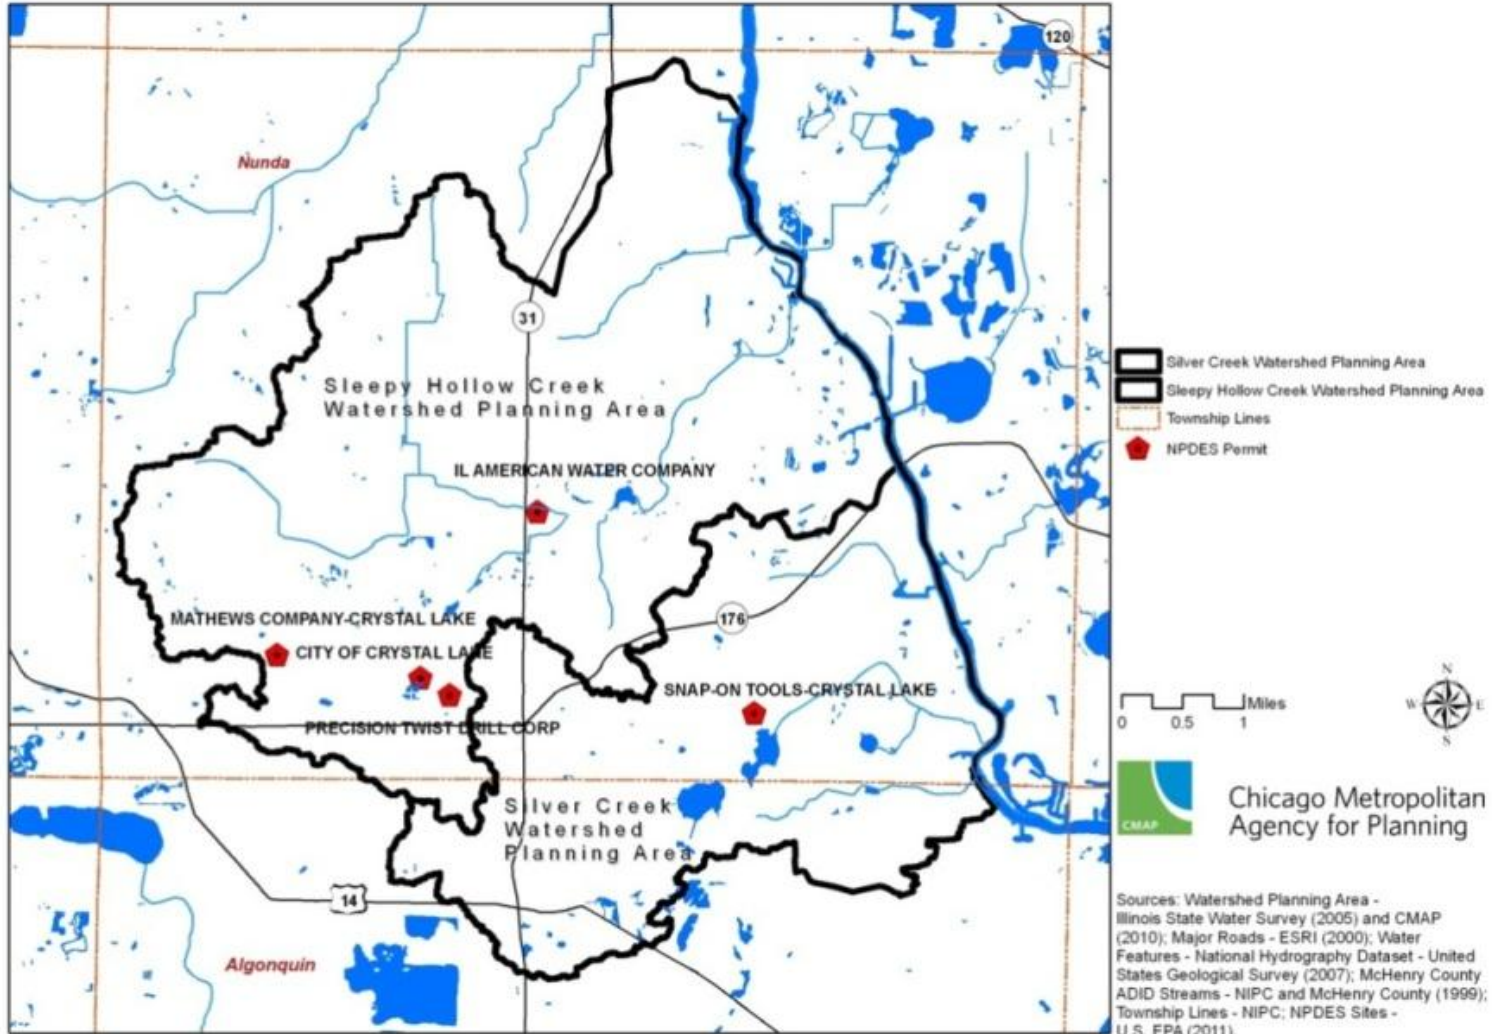 120
Nunda
31
Sleepy Hollow Creek
Watershed Planning Area
IL AMERICAN WATER COMPANY
MATHEWS COMPANY-CRYSTAL LAKE
CITY OF CRYSTAL LAKE
PRECISION TWIST DRILL CORP
176
SNAP-ON TOOLS-CRYSTAL LAKE
Silver Creek
Watershed
Planning Area
14
Algonquin
Silver Creek Watershed Planning Area
Sleepy Hollow Creek Watershed Planning Area
Township Lines
NPDES Permit
0 0.5 1 Miles
N
W E
S
CMAP
Chicago Metropolitan
Agency for Planning
Sources: Watershed Planning Area -
Illinois State Water Survey (2005) and CMAP
(2010); Major Roads - ESRI (2000); Water
Features - National Hydrography Dataset - United
States Geological Survey (2007); McHenry County
ADID Streams - NIPC and McHenry County (1999);
Township Lines - NIPC; NPDES Sites -
U.S. EPA (2011).